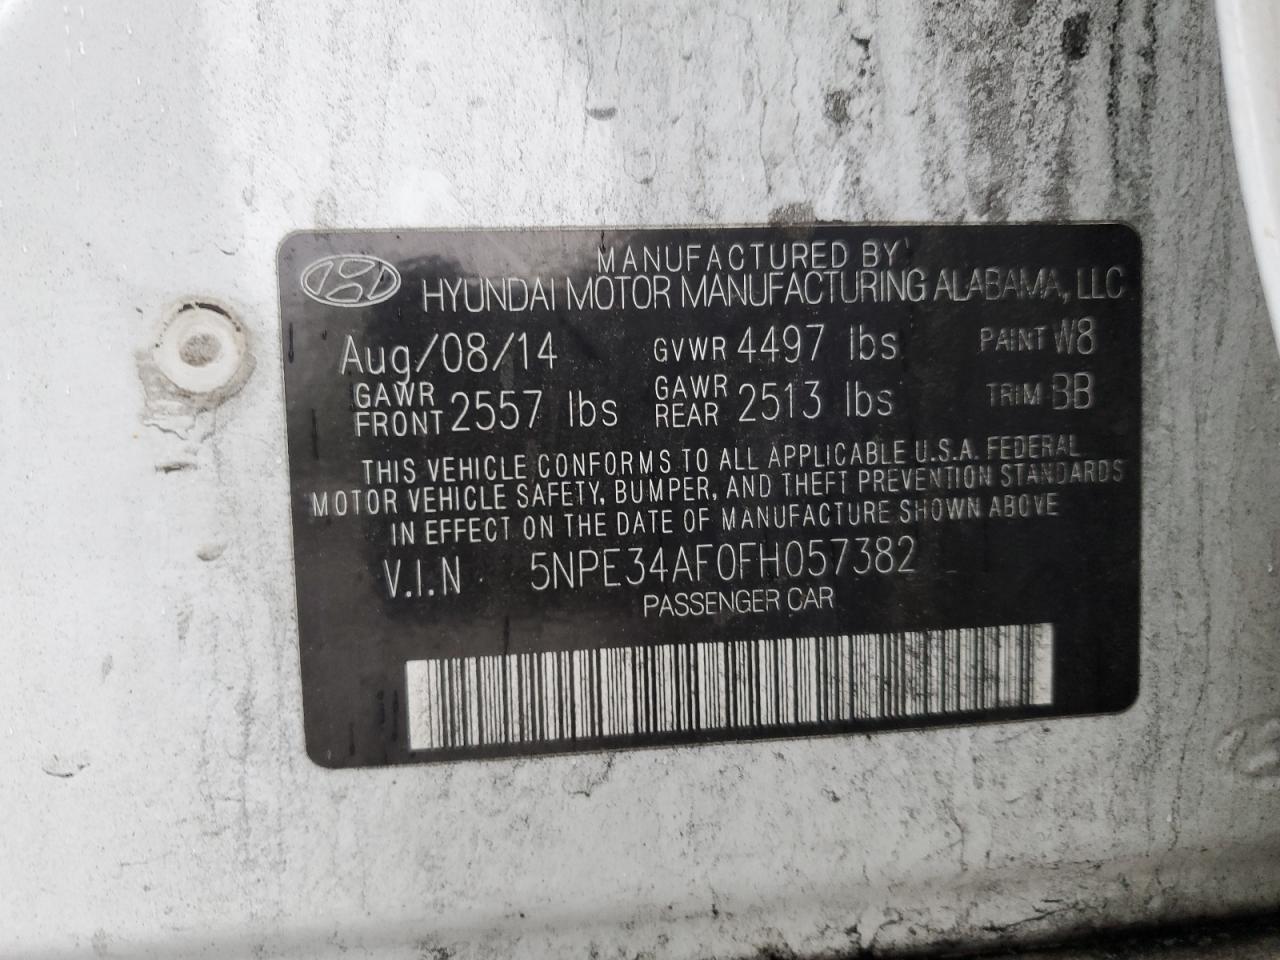 MANUFACTURED BY
HYUNDAI MOTOR MANUFACTURING ALABAMA, LLC
Aug/08/14 GVWR 4497 lbs PAINT W8
GAWR FRONT 2557 lbs GAWR REAR 2513 lbs TRIM BB
THIS VEHICLE CONFORMS TO ALL APPLICABLE U.S.A. FEDERAL
MOTOR VEHICLE SAFETY, BUMPER, AND THEFT PREVENTION STANDARDS
IN EFFECT ON THE DATE OF MANUFACTURE SHOWN ABOVE
V.I.N 5NPE34AF0FH057382
PASSENGER CAR